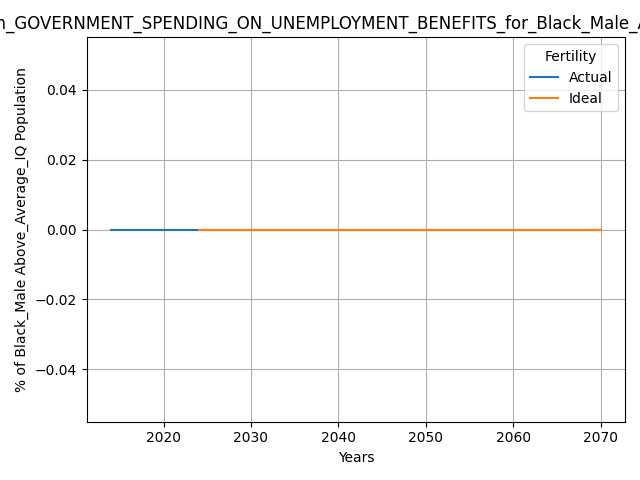 n_GOVERNMENT_SPENDING_ON_UNEMPLOYMENT_BENEFITS_for_Black_Male_A
Fertility
Actual
Ideal
0.04
0.02
0.00
−0.02
−0.04
% of Black_Male Above_Average_IQ Population
2020 2030 2040 2050 2060 2070
Years